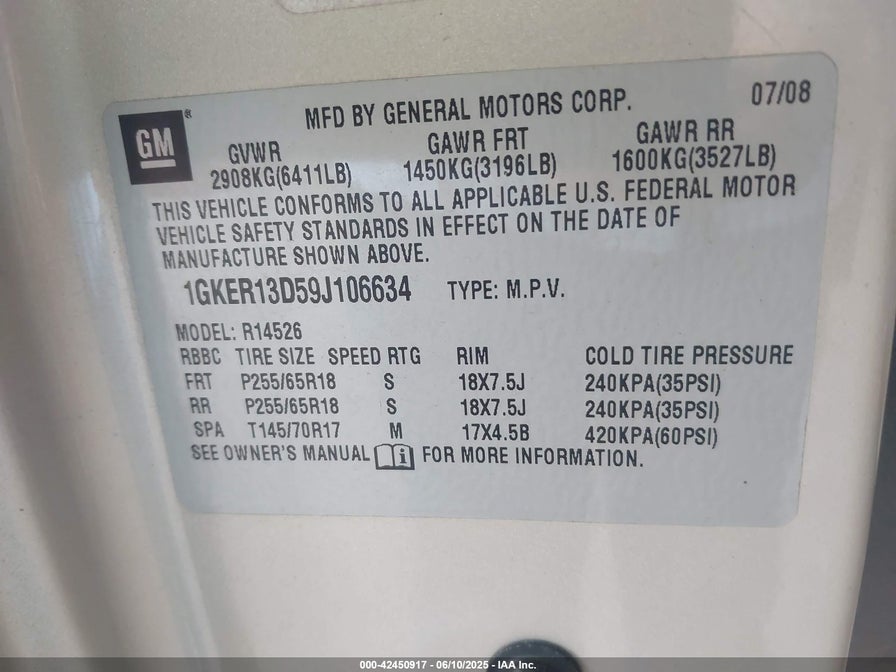 GM
®
MFD BY GENERAL MOTORS CORP. 07/08
GVWR GAWR FRT GAWR RR
2908KG(6411LB) 1450KG(3196LB) 1600KG(3527LB)
THIS VEHICLE CONFORMS TO ALL APPLICABLE U.S. FEDERAL MOTOR
VEHICLE SAFETY STANDARDS IN EFFECT ON THE DATE OF
MANUFACTURE SHOWN ABOVE.
1GKER13D59J106634 TYPE: M.P.V.
MODEL: R14526
RBBC TIRE SIZE SPEED RTG RIM COLD TIRE PRESSURE
FRT P255/65R18 S 18X7.5J 240KPA(35PSI)
RR P255/65R18 S 18X7.5J 240KPA(35PSI)
SPA T145/70R17 M 17X4.5B 420KPA(60PSI)
SEE OWNER'S MANUAL i FOR MORE INFORMATION.
000-42450917 - 06/10/2025 - IAA Inc.